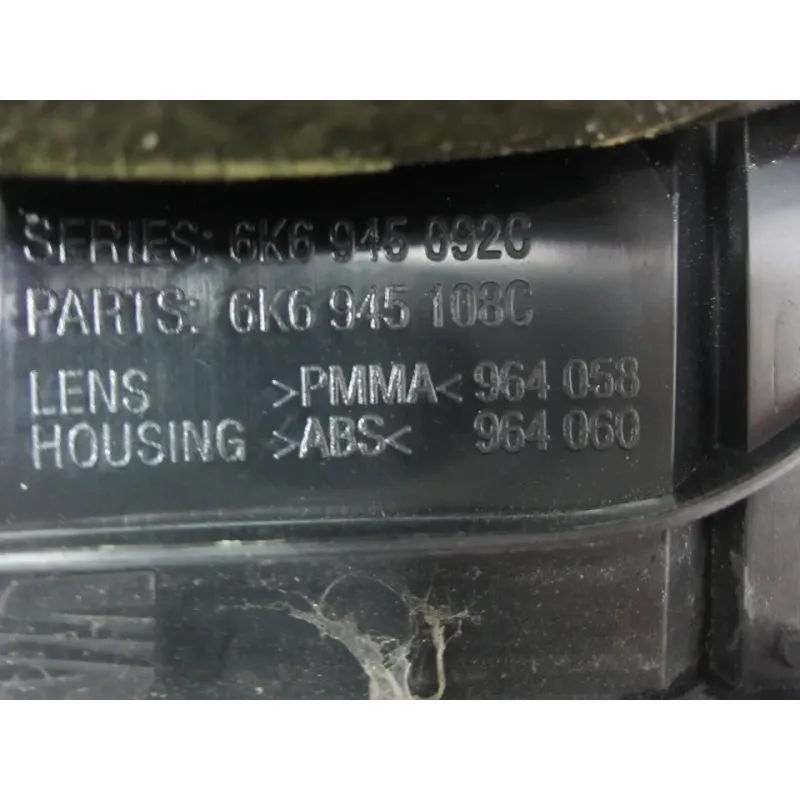 SERIES: 6K6 945 092C
PARTS: 6K6 945 108C
LENS >PMMA< 964 058
HOUSING >ABS< 964 060